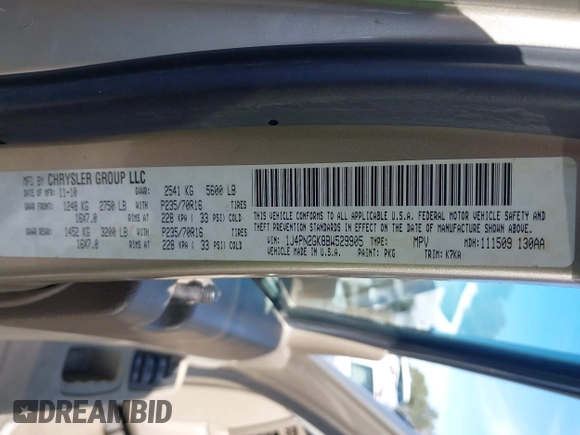 MFD BY CHRYSLER GROUP LLC
DATE OF MFR: 11-10 GVWR: 2541 KG 5600 LB
GAWR FRONT: 1248 KG 2750 LB WITH P235/70R16 TIRES
16X7.0 RIMS AT 228 KPA ( 33 PSI) COLD
GAWR REAR: 1452 KG 3200 LB WITH P235/70R16 TIRES
16X7.0 RIMS AT 228 KPA ( 33 PSI) COLD
THIS VEHICLE CONFORMS TO ALL APPLICABLE U.S.A. FEDERAL MOTOR VEHICLE SAFETY AND
THEFT PREVENTION STANDARDS IN EFFECT ON THE DATE OF MANUFACTURE SHOWN ABOVE.
VIN: 1J4PN2GK8BW529905 TYPE: MPV MDH: 111509 130AA
VEHICLE MADE IN U.S.A. PAINT: PKG TRIM: K7KA
DREAMBID